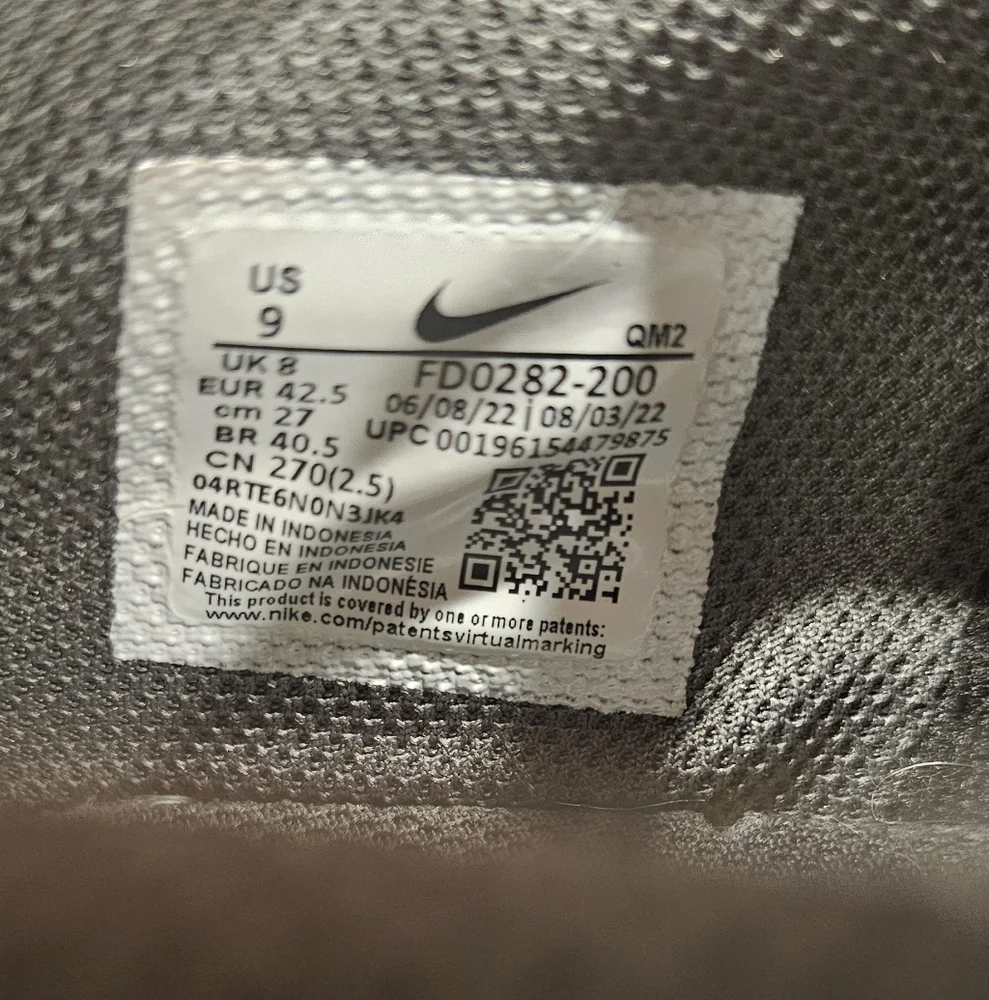 US
9
QM2
UK 8
EUR 42.5
cm 27
BR 40.5
CN 270(2.5)
FD0282-200
06/08/22 | 08/03/22
UPC 00196154479875
04RTE6N0N3JK4
MADE IN INDONESIA
HECHO EN INDONESIA
FABRIQUE EN INDONESIE
FABRICADO NA INDONÉSIA
This product is covered by one or more patents:
www.nike.com/patentsvirtualmarking